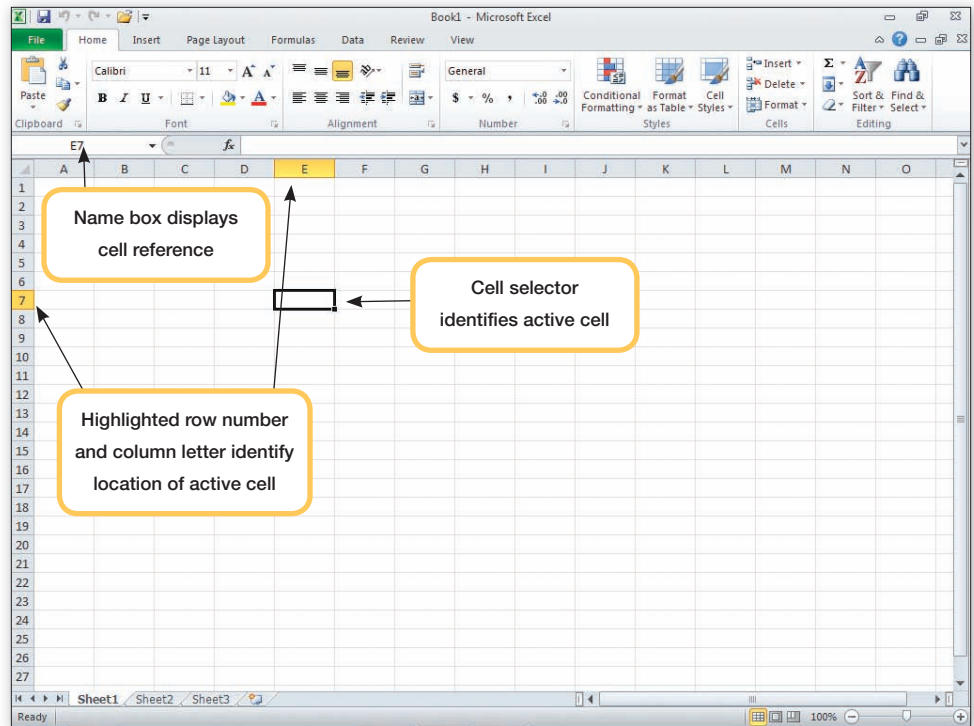 Book1 - Microsoft Excel
File Home Insert Page Layout Formulas Data Review View
Paste
Calibri 11 A A
B I U A
General
$ % , .0 .00 .00 .0
Conditional Formatting
Format as Table
Cell Styles
Insert
Delete
Format
Σ
Sort & Filter
Find & Select
Clipboard Font Alignment Number Styles Cells Editing
E7 fx
A B C D E F G H I J K L M N O
1
2
3
4
5
6
7
8
9
10
11
12
13
14
15
16
17
18
19
20
21
22
23
24
25
26
27
Name box displays
cell reference
Cell selector
identifies active cell
Highlighted row number
and column letter identify
location of active cell
Sheet1 Sheet2 Sheet3
Ready 100%